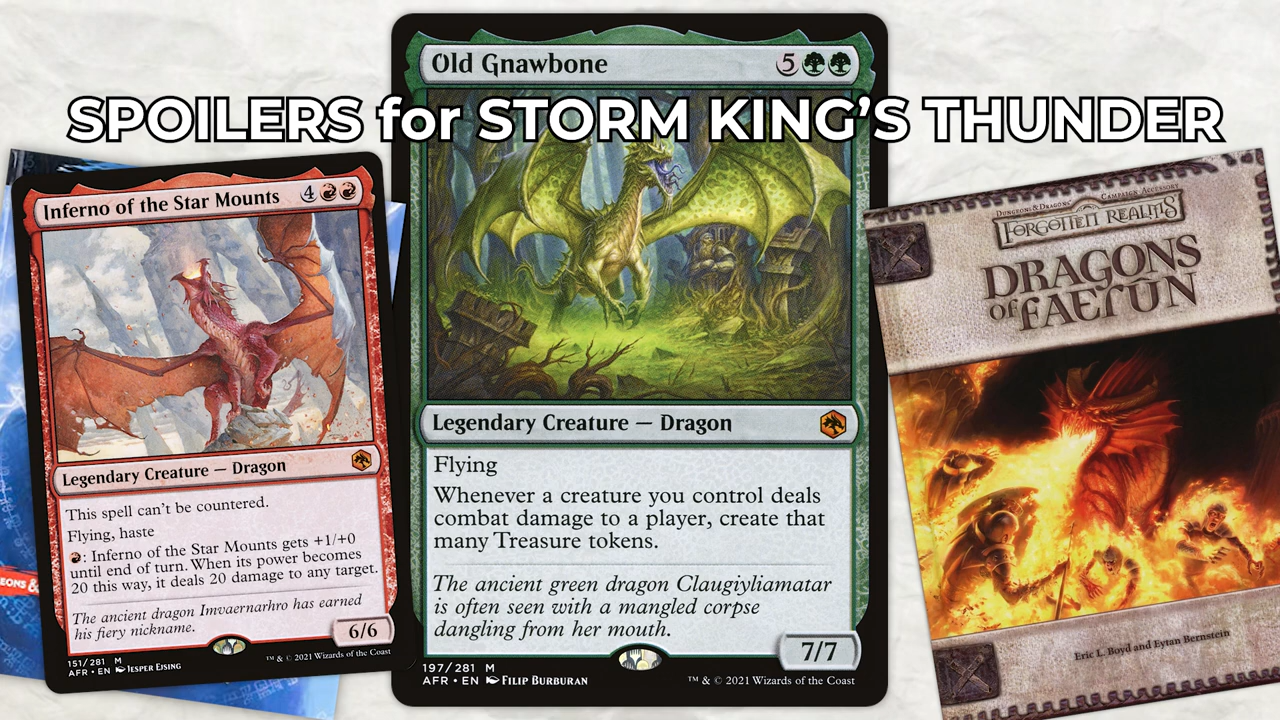 SPOILERS for STORM KING'S THUNDER
Inferno of the Star Mounts 4
Legendary Creature — Dragon
This spell can't be countered.
Flying, haste
: Inferno of the Star Mounts gets +1/+0
until end of turn. When its power becomes
20 this way, it deals 20 damage to any target.
The ancient dragon Imvaernarhro has earned
his fiery nickname.
6/6
151/281 M
AFR • EN Jesper Eising
™ & © 2021 Wizards of the Coast
Old Gnawbone 5
Legendary Creature — Dragon
Flying
Whenever a creature you control deals
combat damage to a player, create that
many Treasure tokens.
The ancient green dragon Claugiyliamatar
is often seen with a mangled corpse
dangling from her mouth.
7/7
197/281 M
AFR • EN Filip Burburan
™ & © 2021 Wizards of the Coast
Dungeons & Dragons Campaign Accessory
Forgotten Realms
DRAGONS
of FAERUN
Eric L. Boyd and Eytan Bernstein